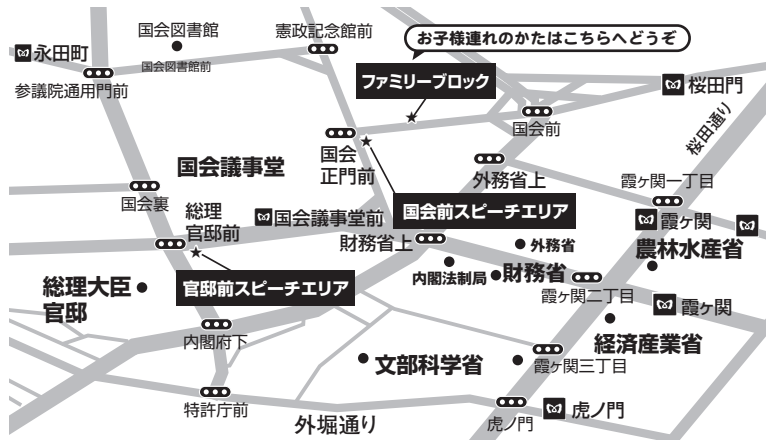 国会図書館
憲政記念館前
お子様連れのかたはこちらへどうぞ
永田町
国会図書館前
参議院通用門前
ファミリーブロック
桜田門
桜田通り
国会前
国会
正門前
国会議事堂
外務省上
霞ヶ関一丁目
国会裏
総理
官邸前
国会議事堂前
国会前スピーチエリア
霞ヶ関
財務省上
外務省
農林水産省
内閣法制局
財務省
総理大臣
官邸
官邸前スピーチエリア
霞ヶ関二丁目
霞ヶ関
内閣府下
経済産業省
文部科学省
霞ヶ関三丁目
特許庁前
外堀通り
虎ノ門
虎ノ門